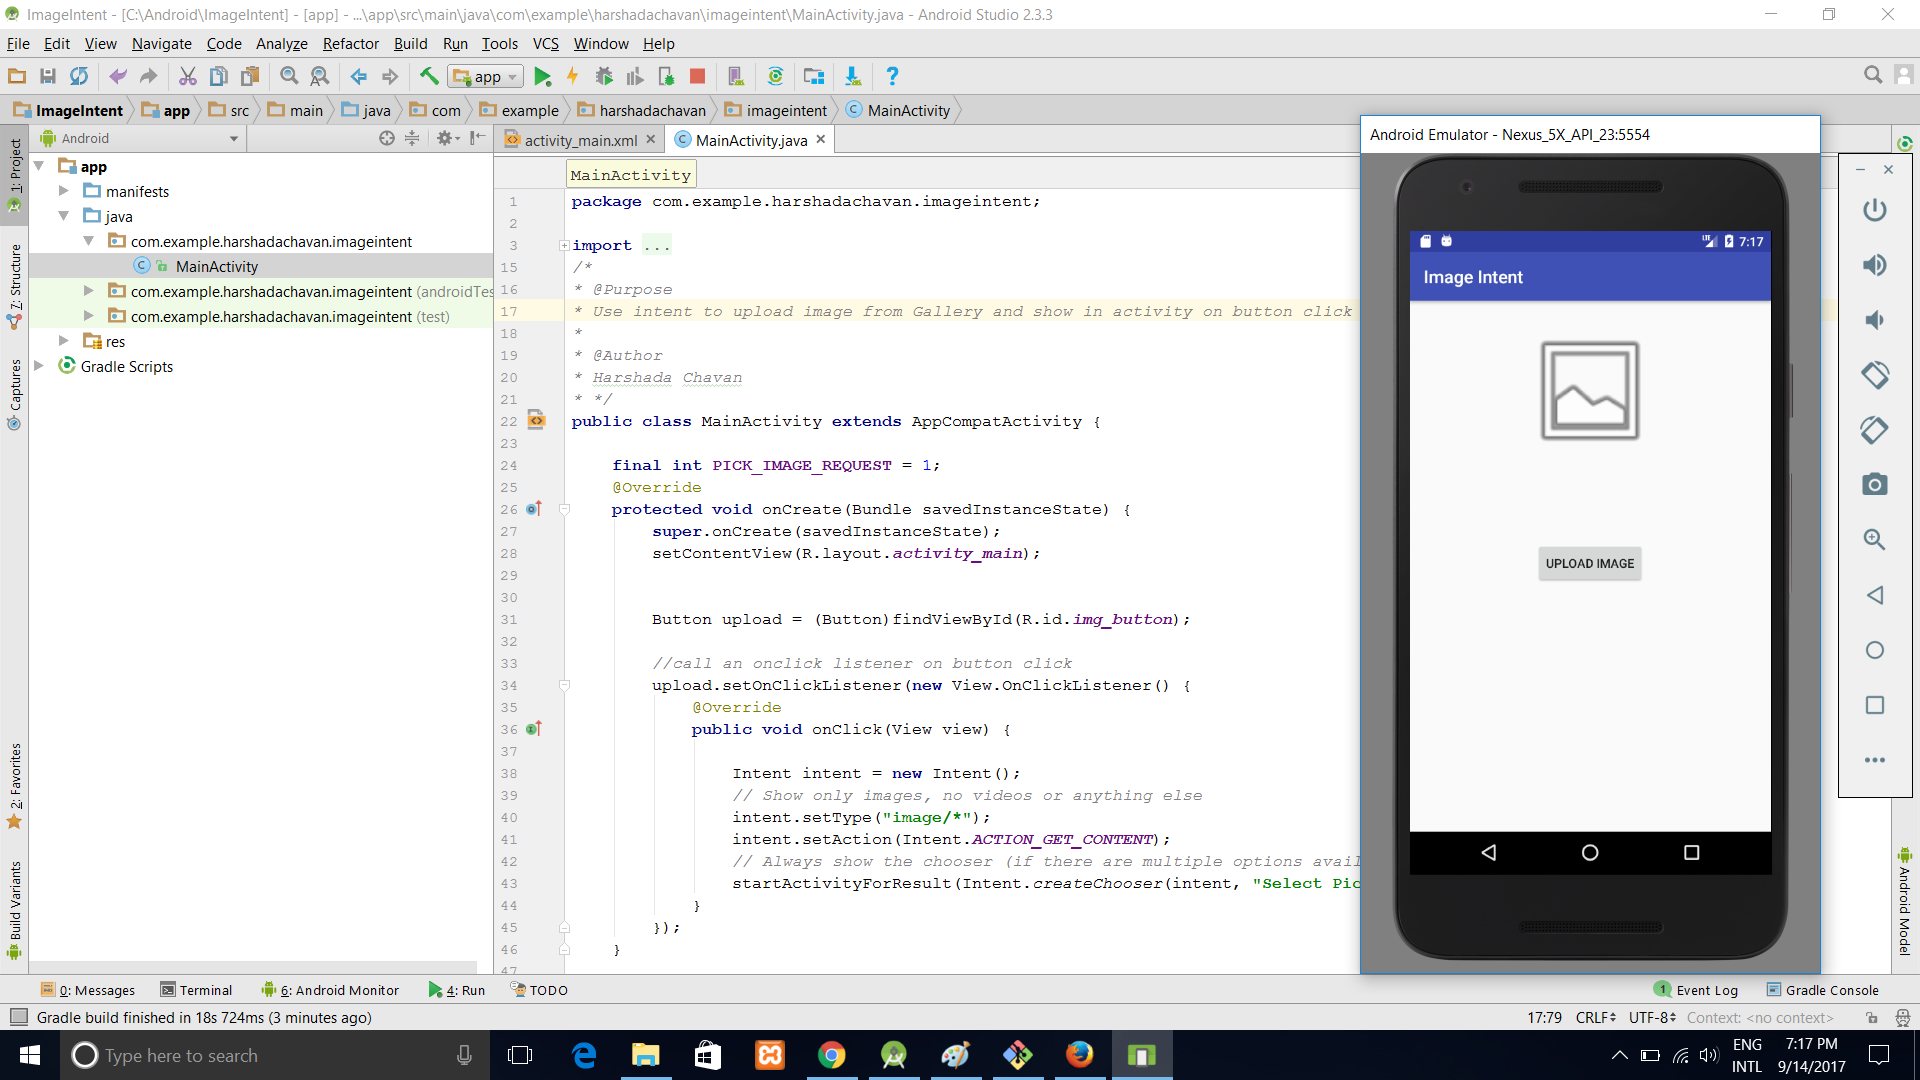 ImageIntent - [C:\Android\ImageIntent] - [app] - ...\app\src\main\java\com\example\harshadachavan\imageintent\MainActivity.java - Android Studio 2.3.3
File Edit View Navigate Code Analyze Refactor Build Run Tools VCS Window Help
app
ImageIntent app src main java com example harshadachavan imageintent MainActivity
Android
activity_main.xml MainActivity.java
1: Project
7: Structure
Captures
2: Favorites
Build Variants
app
manifests
java
com.example.harshadachavan.imageintent
MainActivity
com.example.harshadachavan.imageintent (androidTes
com.example.harshadachavan.imageintent (test)
res
Gradle Scripts
MainActivity
1 package com.example.harshadachavan.imageintent;
2
3 import ...
15 /*
16 * @Purpose
17 * Use intent to upload image from Gallery and show in activity on button click
18 *
19 * @Author
20 * Harshada Chavan
21 * */
22 public class MainActivity extends AppCompatActivity {
23
24 final int PICK_IMAGE_REQUEST = 1;
25 @Override
26 protected void onCreate(Bundle savedInstanceState) {
27 super.onCreate(savedInstanceState);
28 setContentView(R.layout.activity_main);
29
30
31 Button upload = (Button)findViewById(R.id.img_button);
32
33 //call an onclick listener on button click
34 upload.setOnClickListener(new View.OnClickListener() {
35 @Override
36 public void onClick(View view) {
37
38 Intent intent = new Intent();
39 // Show only images, no videos or anything else
40 intent.setType("image/*");
41 intent.setAction(Intent.ACTION_GET_CONTENT);
42 // Always show the chooser (if there are multiple options avail
43 startActivityForResult(Intent.createChooser(intent, "Select Pic
44 }
45 });
46 }
47
Android Emulator - Nexus_5X_API_23:5554
LTE 7:17
Image Intent
UPLOAD IMAGE
Android Model
0: Messages Terminal 6: Android Monitor 4: Run TODO
1 Event Log Gradle Console
Gradle build finished in 18s 724ms (3 minutes ago)
17:79 CRLF UTF-8 Context: <no context>
Type here to search
ENG
INTL
7:17 PM
9/14/2017